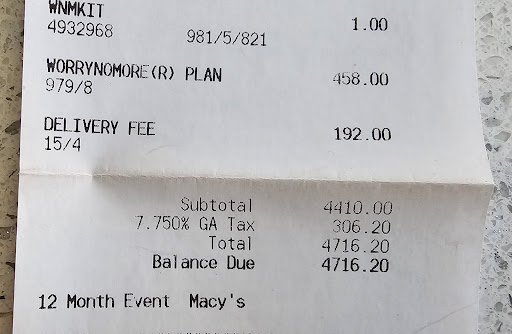 WNMKIT 1.00
4932968 981/5/821
WORRYNOMORE(R) PLAN 458.00
979/8
DELIVERY FEE 192.00
15/4
Subtotal 4410.00
7.750% GA Tax 306.20
Total 4716.20
Balance Due 4716.20
12 Month Event Macy's